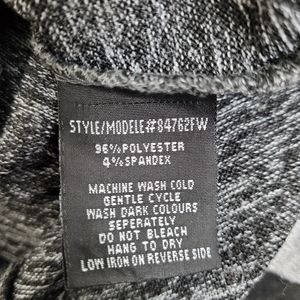 STYLE/MODELE#84762FW
96%POLYESTER
4%SPANDEX
MACHINE WASH COLD
GENTLE CYCLE
WASH DARK COLOURS
SEPERATELY
DO NOT BLEACH
HANG TO DRY
LOW IRON ON REVERSE SIDE